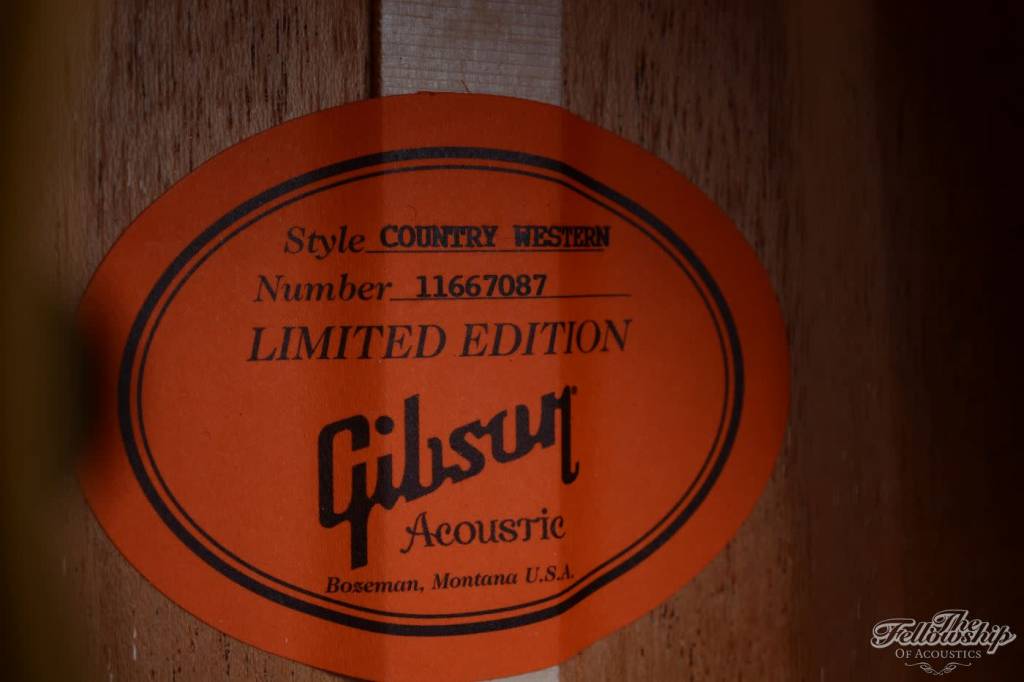 Style COUNTRY WESTERN
Number 11667087
LIMITED EDITION
Gibson
Acoustic
Bozeman, Montana U.S.A.
The
Fellowship
OF ACOUSTICS